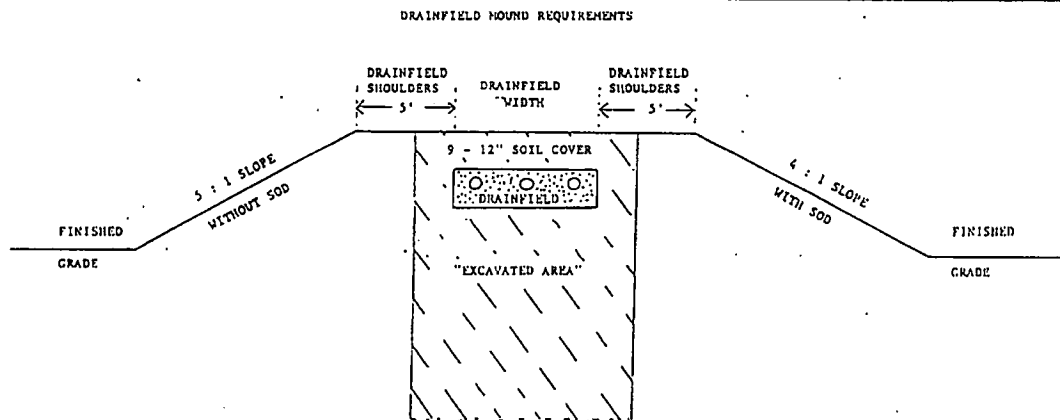 DRAINFIELD MOUND REQUIREMENTS
DRAINFIELD
SHOULDERS
5'
DRAINFIELD
WIDTH
DRAINFIELD
SHOULDERS
5'
9 - 12" SOIL COVER
DRAINFIELD
5 : 1 SLOPE
WITHOUT SOD
4 : 1 SLOPE
WITH SOD
FINISHED
GRADE
"EXCAVATED AREA"
FINISHED
GRADE